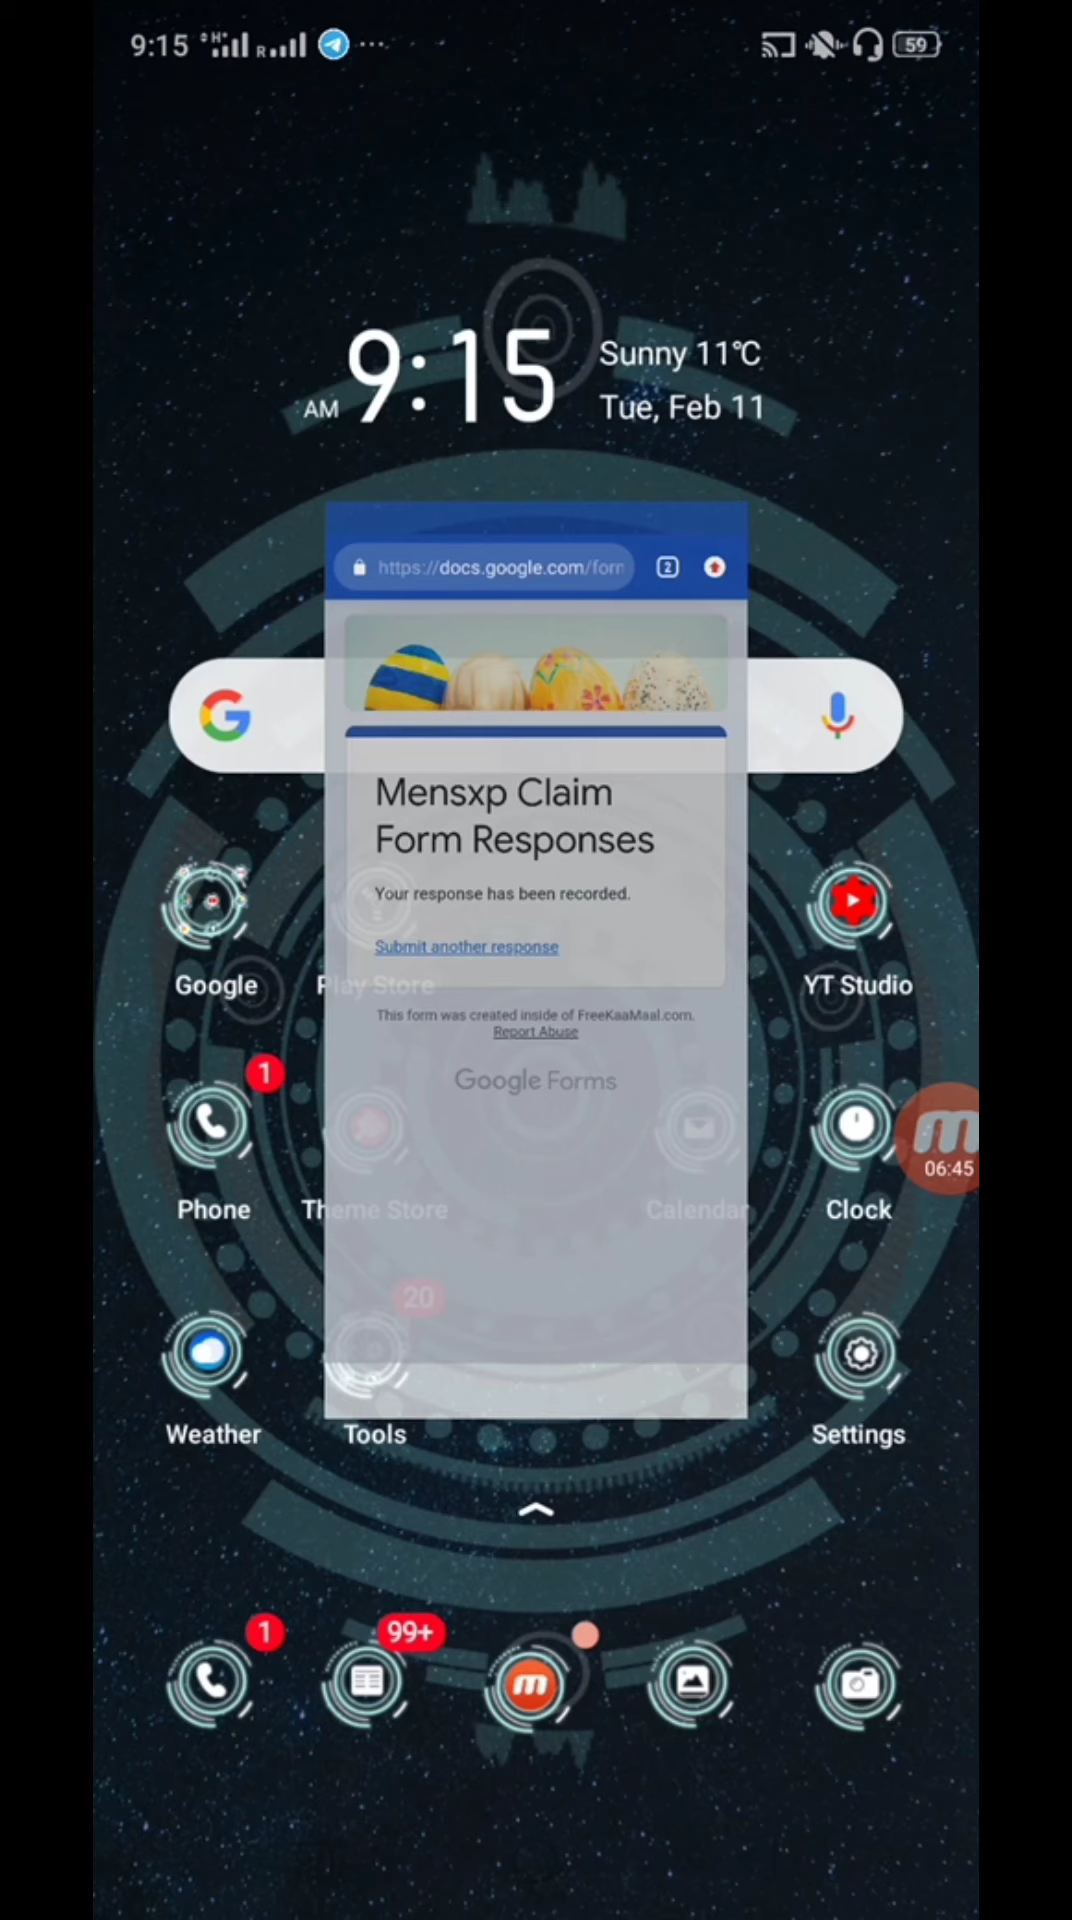 9:15 H+ R 59
AM 9:15
Sunny 11°C
Tue, Feb 11
https://docs.google.com/forn 2
G
Mensxp Claim
Form Responses
Your response has been recorded.
Submit another response
This form was created inside of FreeKaaMaal.com.
Report Abuse
Google Forms
Google Play Store YT Studio
1
Phone Theme Store Calendar Clock
m
06:45
20
Weather Tools Settings
1 99+
m